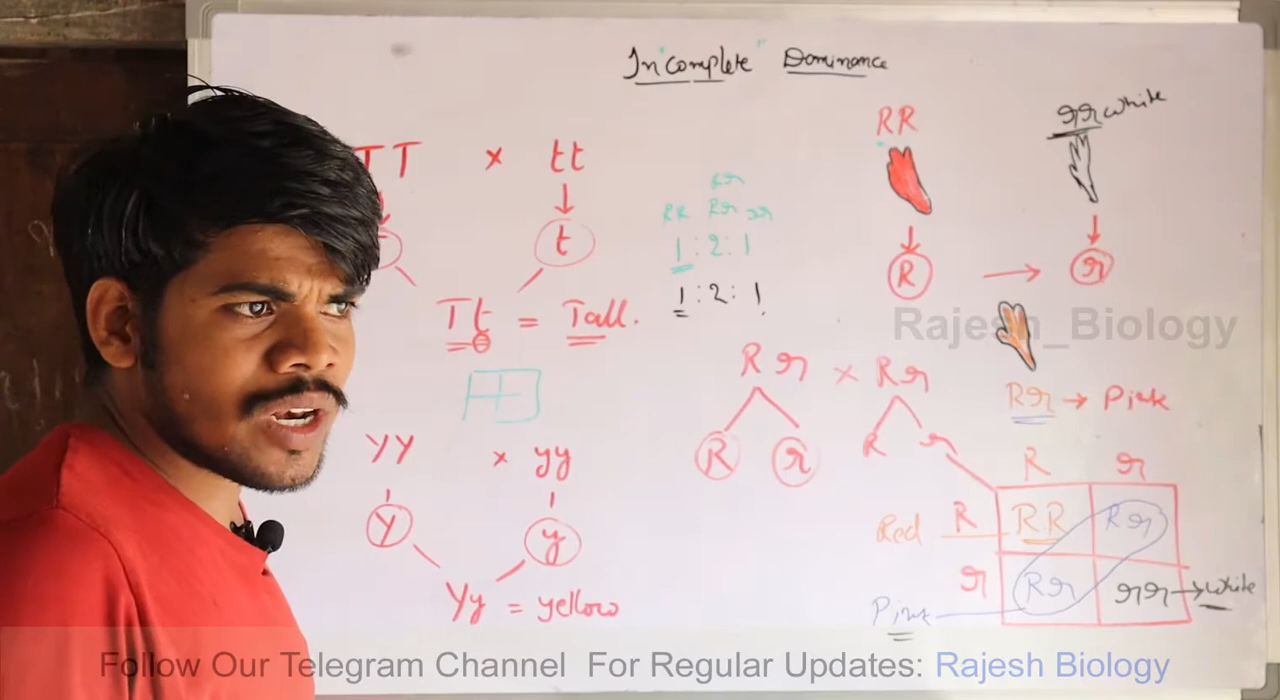 Incomplete Dominance
TT x tt
t
Tt = Tall.
YY x yy
Y y
Yy = yellow
Rr
RR Rr rr
1:2:1
1:2:1
RR
rr white
R → r
Rajesh_Biology
Rr → Pink
Rr x Rr
R r R r
R r
Red R RR Rr
r Rr rr → white
Pink
Follow Our Telegram Channel For Regular Updates: Rajesh Biology